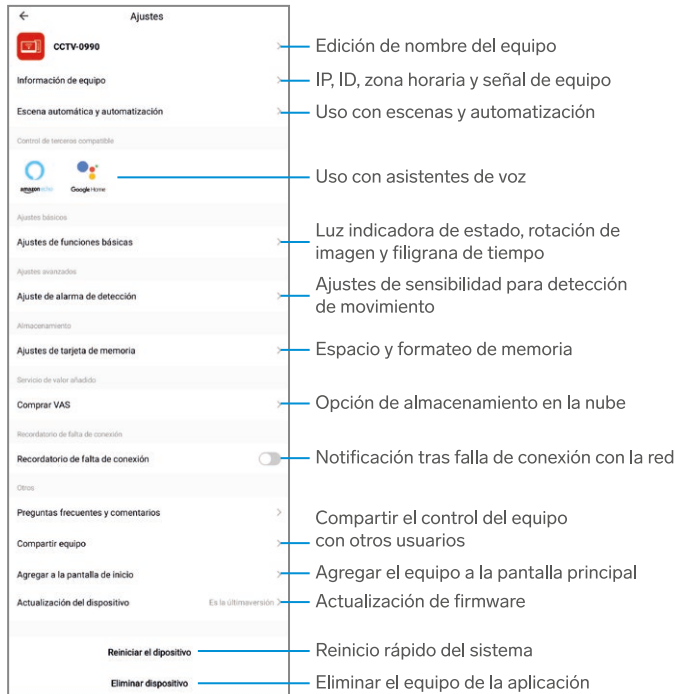 Ajustes
CCTV-0990
Edición de nombre del equipo
Información de equipo
IP, ID, zona horaria y señal de equipo
Escena automática y automatización
Uso con escenas y automatización
Control de terceros compatible
amazon echo
Google Home
Uso con asistentes de voz
Ajustes básicos
Ajustes de funciones básicas
Luz indicadora de estado, rotación de
imagen y filigrana de tiempo
Ajustes avanzados
Ajuste de alarma de detección
Ajustes de sensibilidad para detección
de movimiento
Almacenamiento
Ajustes de tarjeta de memoria
Espacio y formateo de memoria
Servicio de valor añadido
Comprar VAS
Opción de almacenamiento en la nube
Recordatorio de falta de conexión
Recordatorio de falta de conexión
Notificación tras falla de conexión con la red
Otros
Preguntas frecuentes y comentarios
Compartir equipo
Compartir el control del equipo
con otros usuarios
Agregar a la pantalla de inicio
Agregar el equipo a la pantalla principal
Actualización del dispositivo
Es la últimaversión
Actualización de firmware
Reiniciar el dipositivo
Reinicio rápido del sistema
Eliminar dispositivo
Eliminar el equipo de la aplicación